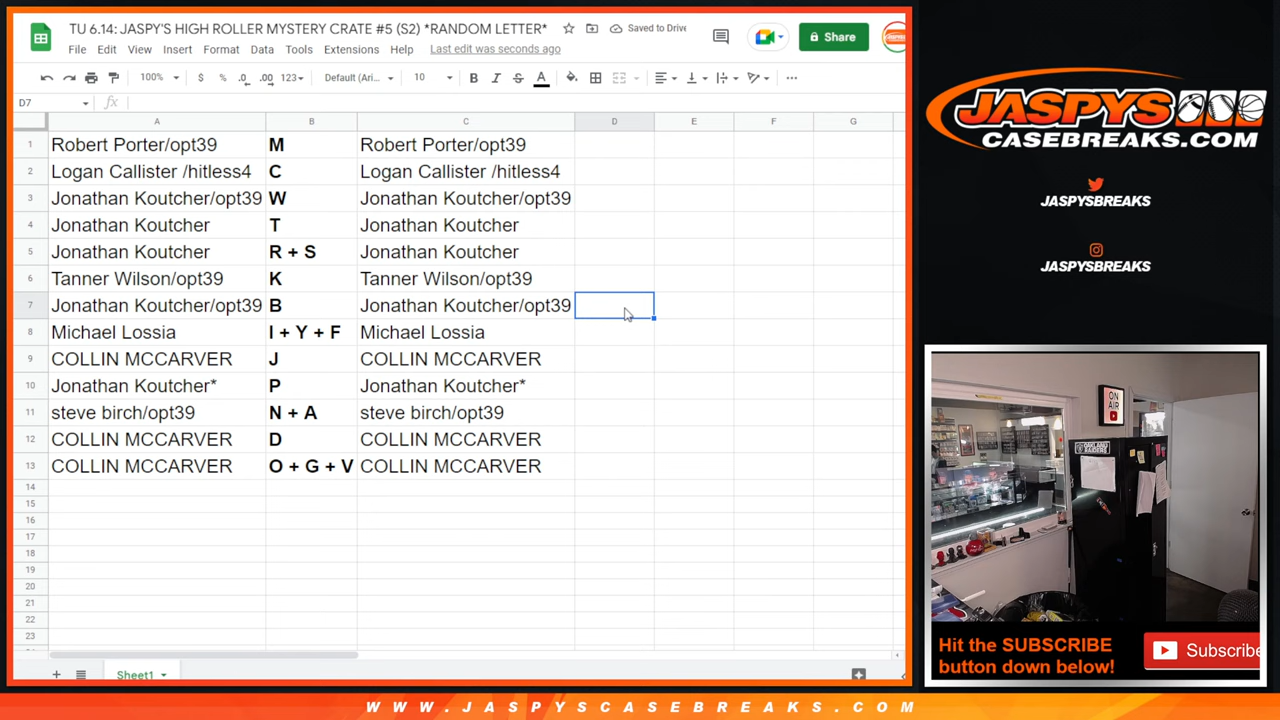 TU 6.14: JASPY'S HIGH ROLLER MYSTERY CRATE #5 (S2) *RANDOM LETTER*
Saved to Drive
File Edit View Insert Format Data Tools Extensions Help Last edit was seconds ago
Share
100% $ % .0 .00 123 Default (Ari... 10 B I S A
D7 fx
A B C D E F G
1 Robert Porter/opt39 M Robert Porter/opt39
2 Logan Callister /hitless4 C Logan Callister /hitless4
3 Jonathan Koutcher/opt39 W Jonathan Koutcher/opt39
4 Jonathan Koutcher T Jonathan Koutcher
5 Jonathan Koutcher R + S Jonathan Koutcher
6 Tanner Wilson/opt39 K Tanner Wilson/opt39
7 Jonathan Koutcher/opt39 B Jonathan Koutcher/opt39
8 Michael Lossia I + Y + F Michael Lossia
9 COLLIN MCCARVER J COLLIN MCCARVER
10 Jonathan Koutcher* P Jonathan Koutcher*
11 steve birch/opt39 N + A steve birch/opt39
12 COLLIN MCCARVER D COLLIN MCCARVER
13 COLLIN MCCARVER O + G + V COLLIN MCCARVER
14
15
16
17
18
19
20
21
22
23
Sheet1
JASPYS
CASEBREAKS.COM
JASPYSBREAKS
JASPYSBREAKS
ON
AIR
OAKLAND
RAIDERS
Hit the SUBSCRIBE
button down below!
Subscribe
WWW.JASPYSCASEBREAKS.COM